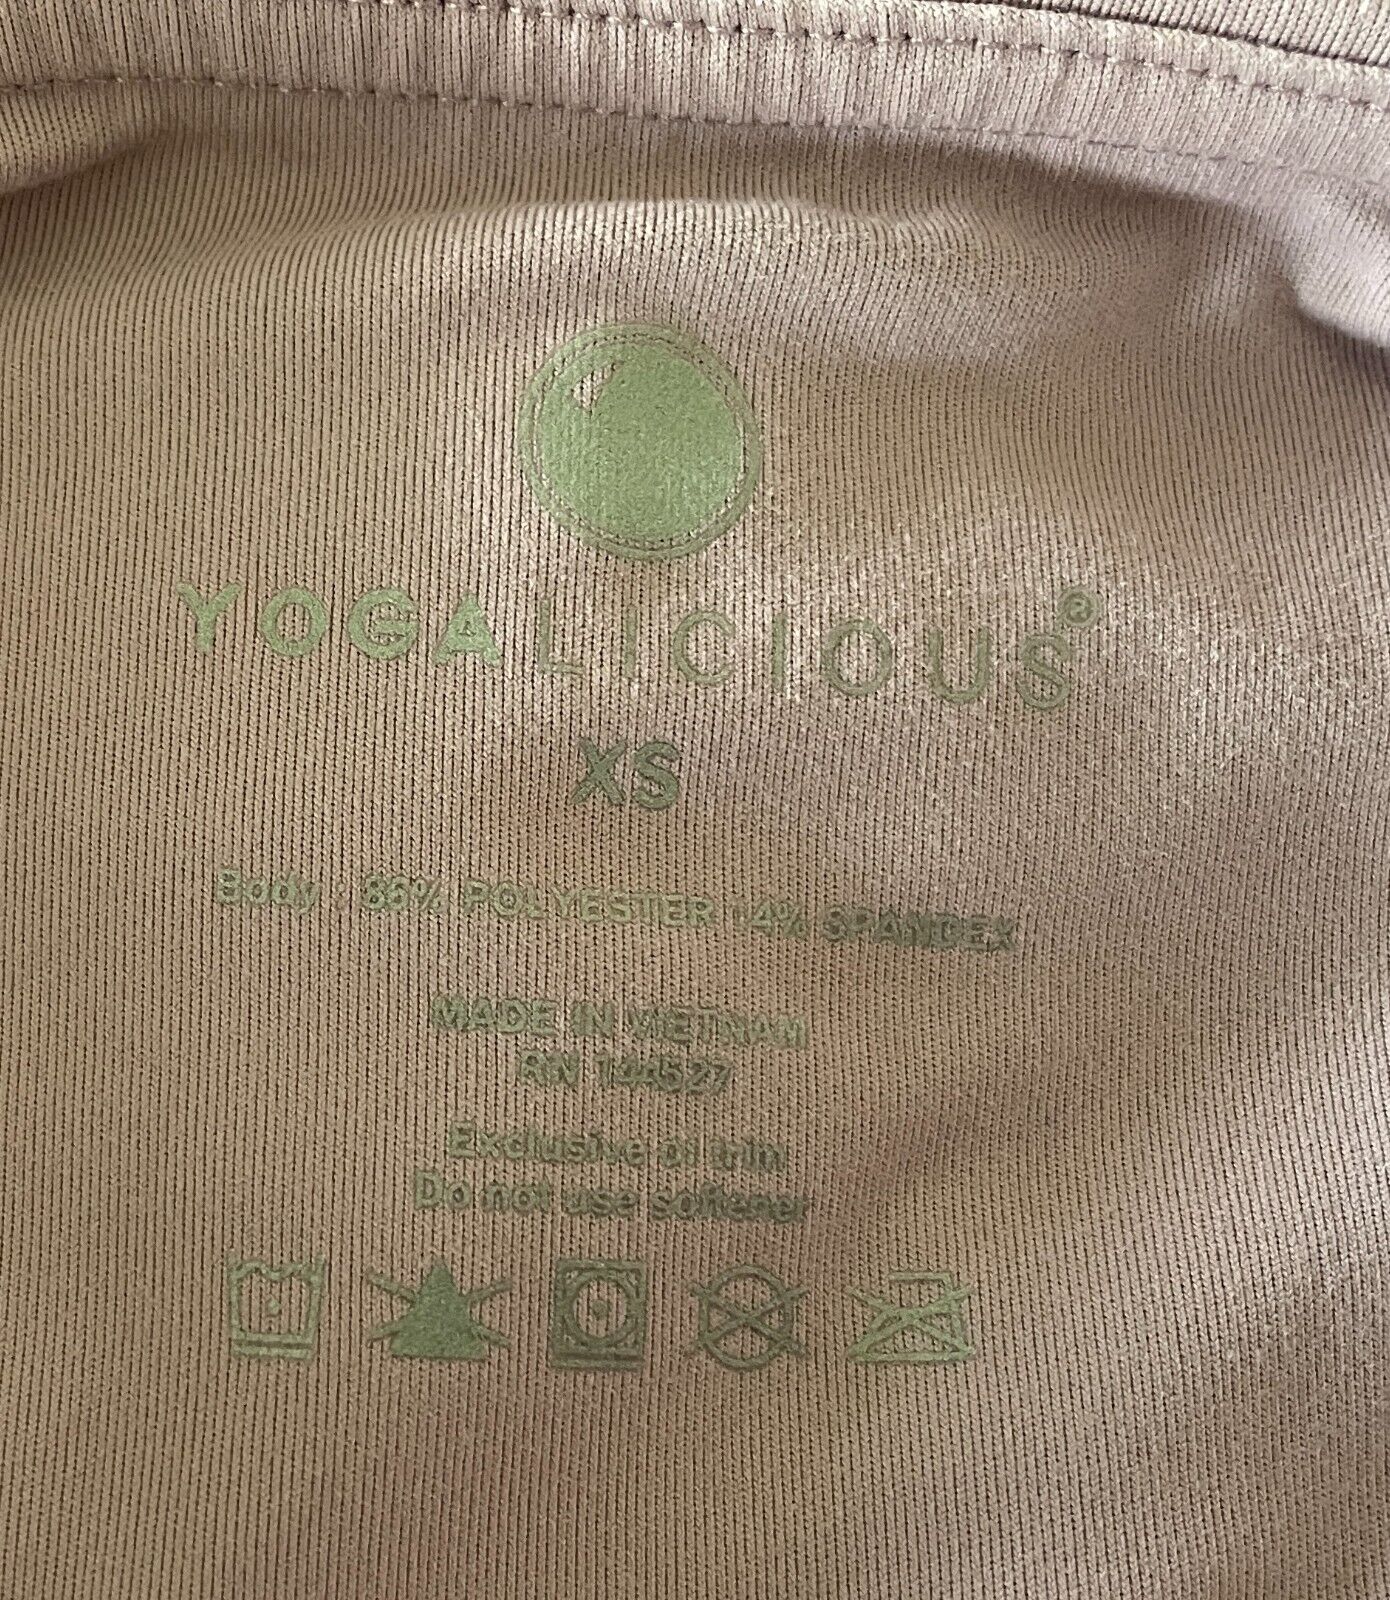 YOGALICIOUS®
XS
Body : 86% POLYESTER 14% SPANDEX
MADE IN VIETNAM
RN 144527
Exclusive of trim
Do not use softener